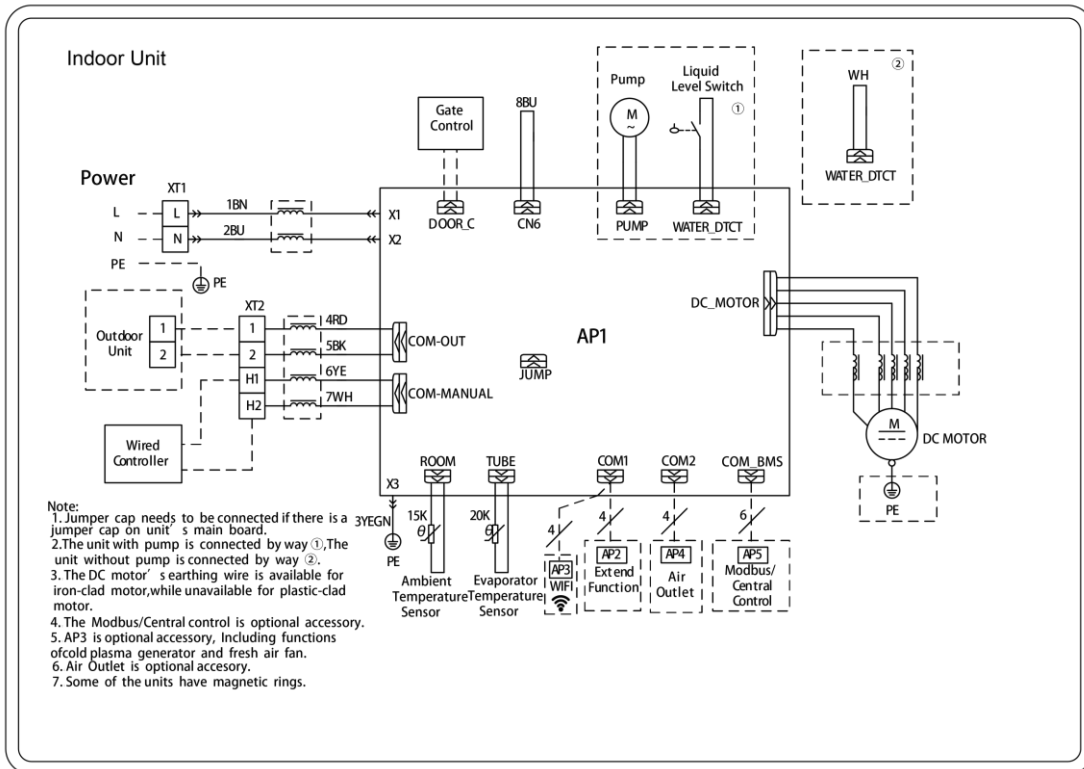 Indoor Unit
Gate
Control
8BU
Pump
Liquid
Level Switch
M
~
①
②
WH
WATER_DTCT
Power
XT1
L
L
1BN
X1
N
N
2BU
X2
PE
PE
DOOR_C
CN6
PUMP
WATER_DTCT
Outdoor
Unit
1
2
XT2
1
4RD
2
5BK
COM-OUT
H1
6YE
H2
7WH
COM-MANUAL
Wired
Controller
AP1
JUMP
DC_MOTOR
M
DC MOTOR
PE
X3
ROOM
TUBE
COM1
COM2
COM_BMS
3YEGN
PE
15K
θ
20K
θ
4
4
4
6
Ambient
Temperature
Sensor
Evaporator
Temperature
Sensor
AP3
WIFI
AP2
Extend
Function
AP4
Air
Outlet
AP5
Modbus/
Central
Control
Note:
1. Jumper cap needs to be connected if there is a
jumper cap on unit' s main board.
2.The unit with pump is connected by way ①,The
unit without pump is connected by way ②.
3. The DC motor' s earthing wire is available for
iron-clad motor,while unavailable for plastic-clad
motor.
4. The Modbus/Central control is optional accessory.
5. AP3 is optional accessory, Including functions
ofcold plasma generator and fresh air fan.
6. Air Outlet is optional accesory.
7. Some of the units have magnetic rings.